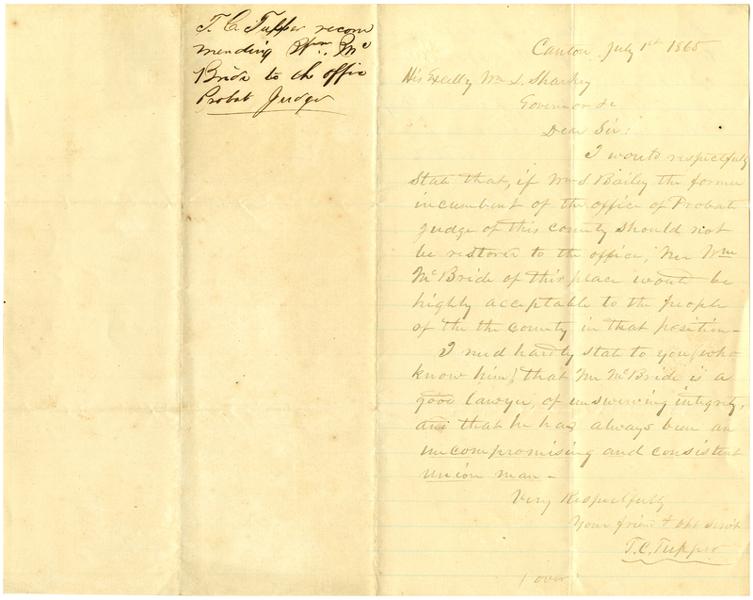 T. C. Tupper recom
mending Wm. Mc
Bride to the offic
Probat Judge
Canton July 1st 1865
His Excelly Wm L. Sharkey
Governor &c
Dear Sir:
I would respectfully
State that, if Wm S. Bailey the former
incumbent of the office of Probate
Judge of this county should not
be restored to the office, Mr Wm
McBride of this place would be
highly acceptable to the people
of the the county in that position—
I need hardly state to you (who
know him) that Mr McBride is a
good Lawyer, of unswerving integrity,
and that he has always been an
uncompromising and consistent
union man—
Very Respectfully
Your friend & obt servt
T. C. Tupper
(over